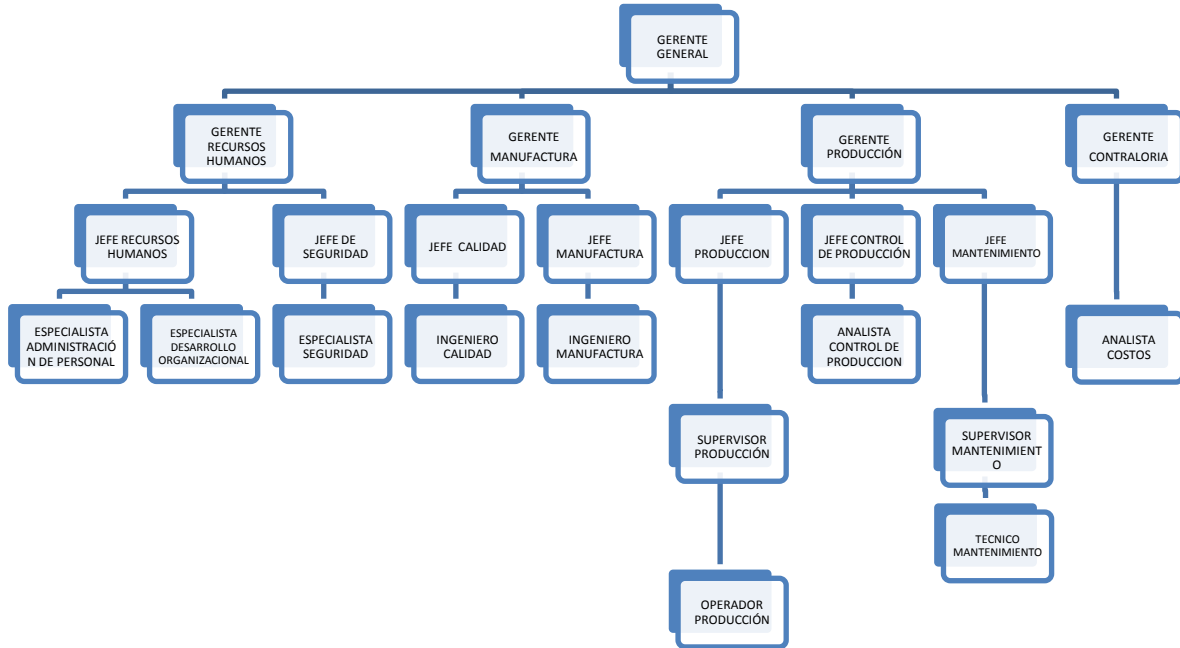 GERENTE
GENERAL
GERENTE
RECURSOS
HUMANOS
GERENTE
MANUFACTURA
GERENTE
PRODUCCIÓN
GERENTE
CONTRALORIA
JEFE RECURSOS
HUMANOS
JEFE DE
SEGURIDAD
JEFE CALIDAD
JEFE
MANUFACTURA
JEFE
PRODUCCION
JEFE CONTROL
DE PRODUCCIÓN
JEFE
MANTENIMIENTO
ESPECIALISTA
ADMINISTRACIÓ
N DE PERSONAL
ESPECIALISTA
DESARROLLO
ORGANIZACIONAL
ESPECIALISTA
SEGURIDAD
INGENIERO
CALIDAD
INGENIERO
MANUFACTURA
ANALISTA
CONTROL DE
PRODUCCION
ANALISTA
COSTOS
SUPERVISOR
PRODUCCIÓN
SUPERVISOR
MANTENIMIENT
O
TECNICO
MANTENIMIENTO
OPERADOR
PRODUCCIÓN